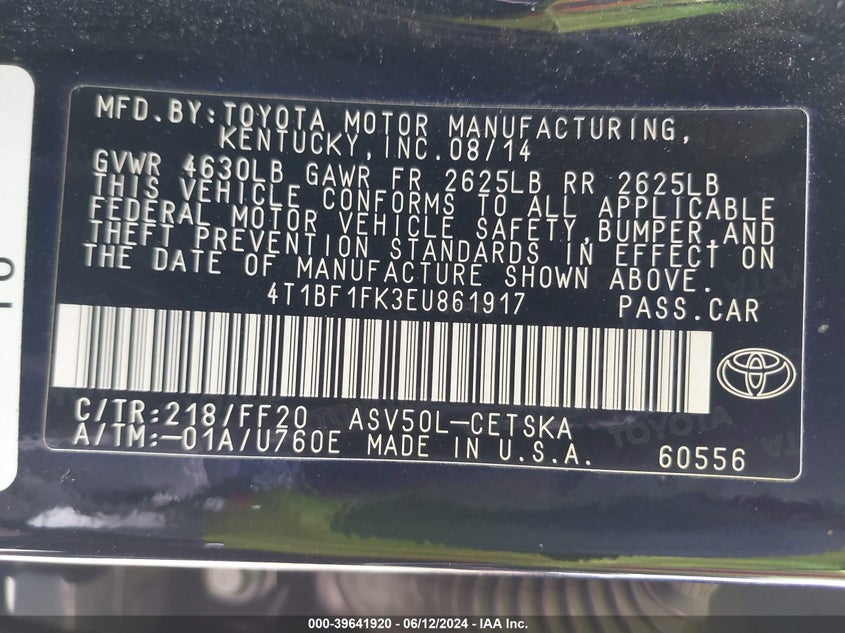 MFD.BY:TOYOTA MOTOR MANUFACTURING,
KENTUCKY,INC.08/14
GVWR 4630LB GAWR FR 2625LB RR 2625LB
THIS VEHICLE CONFORMS TO ALL APPLICABLE
FEDERAL MOTOR VEHICLE SAFETY,BUMPER,AND
THEFT PREVENTION STANDARDS IN EFFECT ON
THE DATE OF MANUFACTURE SHOWN ABOVE.
4T1BF1FK3EU861917 PASS.CAR
C/TR:218/FF20 ASV50L-CETSKA
A/TM:-01A/U760E MADE IN U.S.A. 60556
TOYOTA
000-39641920 - 06/12/2024 - IAA Inc.